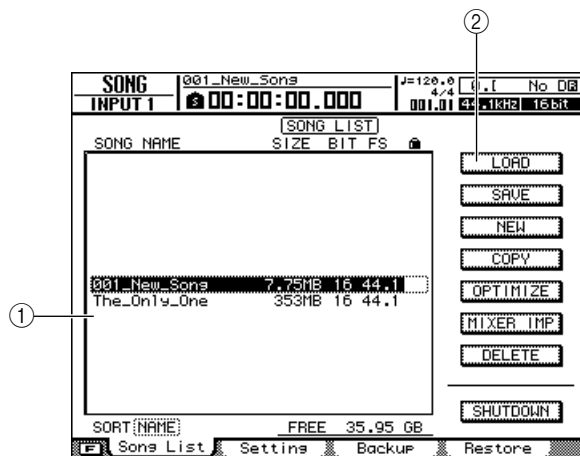 ②
SONG
INPUT 1
001_New_Song
S 00:00:00.000
♩=120.0
4/4
001.01
0.[ No DR
44.1kHz 16bit
SONG LIST
SONG NAME SIZE BIT FS
001_New_Song 7.75MB 16 44.1
The_Only_One 353MB 16 44.1
①
LOAD
SAVE
NEW
COPY
OPTIMIZE
MIXER IMP
DELETE
SHUTDOWN
SORT NAME FREE 35.95 GB
F Song List Setting Backup Restore